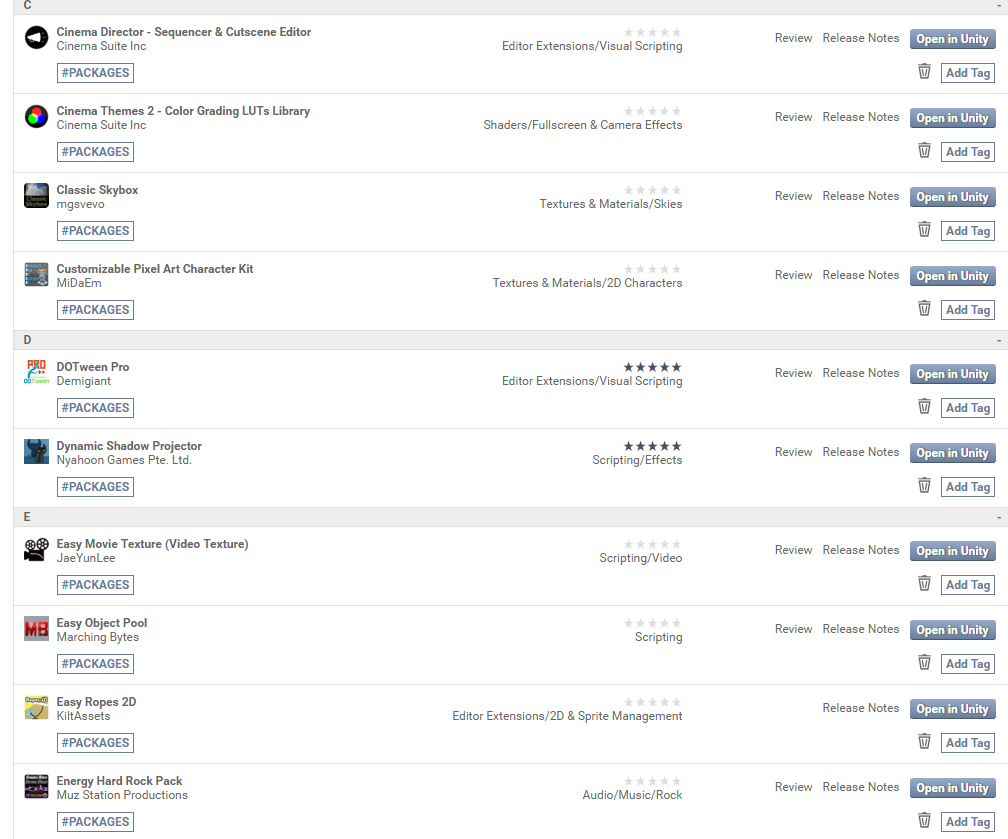 C -
Cinema Director - Sequencer & Cutscene Editor
Cinema Suite Inc Editor Extensions/Visual Scripting Review Release Notes Open in Unity
#PACKAGES Add Tag
Cinema Themes 2 - Color Grading LUTs Library
Cinema Suite Inc Shaders/Fullscreen & Camera Effects Review Release Notes Open in Unity
#PACKAGES Add Tag
Classic Skybox
mgsvevo Textures & Materials/Skies Review Release Notes Open in Unity
#PACKAGES Add Tag
Customizable Pixel Art Character Kit
MiDaEm Textures & Materials/2D Characters Review Release Notes Open in Unity
#PACKAGES Add Tag
D -
DOTween Pro
Demigiant Editor Extensions/Visual Scripting Review Release Notes Open in Unity
#PACKAGES Add Tag
Dynamic Shadow Projector
Nyahoon Games Pte. Ltd. Scripting/Effects Review Release Notes Open in Unity
#PACKAGES Add Tag
E -
Easy Movie Texture (Video Texture)
JaeYunLee Scripting/Video Review Release Notes Open in Unity
#PACKAGES Add Tag
MB
Easy Object Pool
Marching Bytes Scripting Review Release Notes Open in Unity
#PACKAGES Add Tag
Easy Ropes 2D
KiltAssets Editor Extensions/2D & Sprite Management Release Notes Open in Unity
#PACKAGES Add Tag
Energy Hard Rock Pack
Muz Station Productions Audio/Music/Rock Review Release Notes Open in Unity
#PACKAGES Add Tag